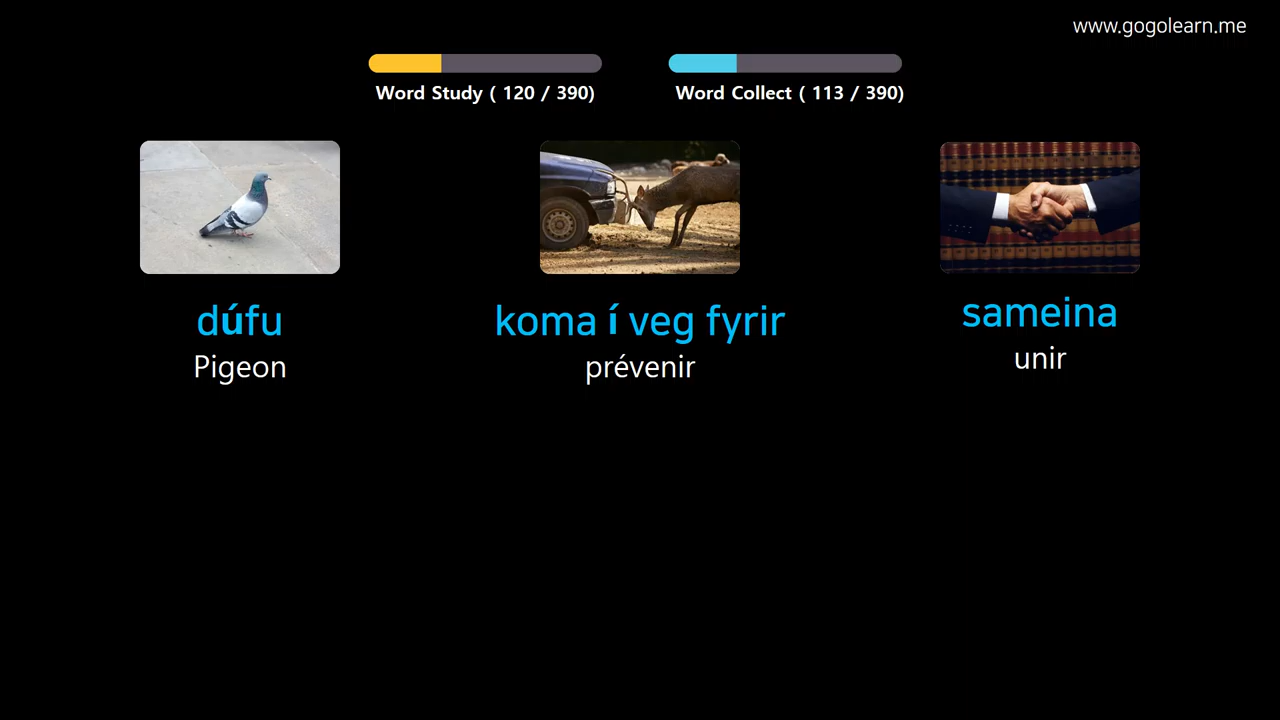 www.gogolearn.me
Word Study ( 120 / 390)
Word Collect ( 113 / 390)
dúfu
Pigeon
koma í veg fyrir
prévenir
sameina
unir